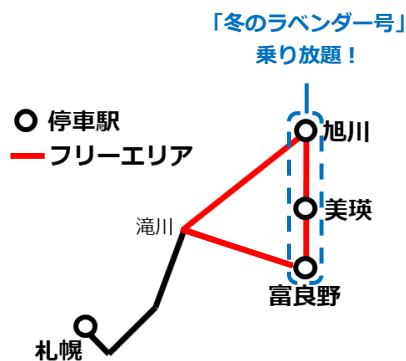 「冬のラベンダー号」
乗り放題！
停車駅
フリーエリア
旭川
美瑛
滝川
富良野
札幌